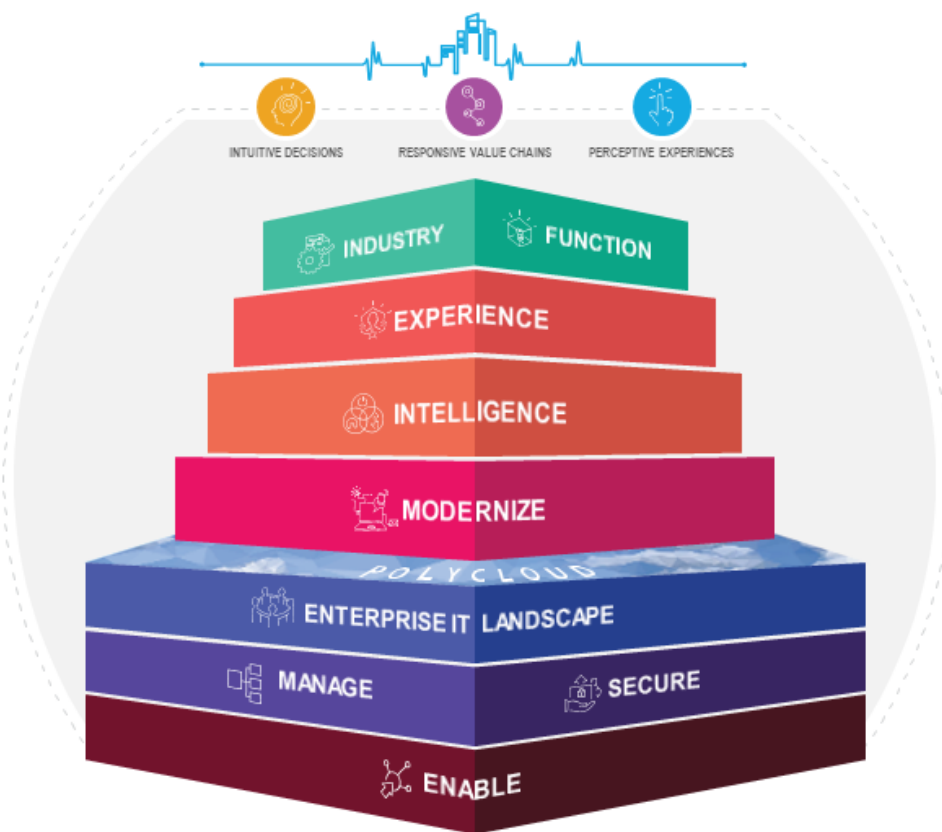 INTUITIVE DECISIONS
RESPONSIVE VALUE CHAINS
PERCEPTIVE EXPERIENCES
INDUSTRY
FUNCTION
EXPERIENCE
INTELLIGENCE
MODERNIZE
POLYCLOUD
ENTERPRISE IT LANDSCAPE
MANAGE
SECURE
ENABLE